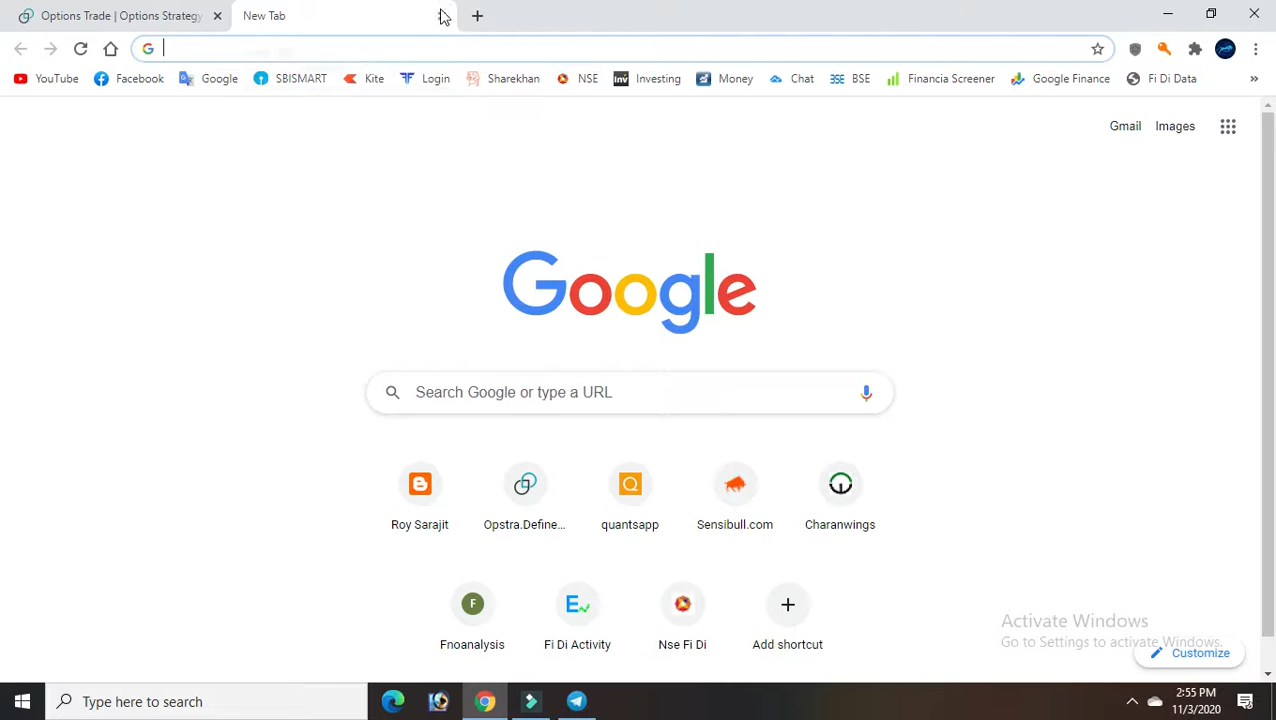 Options Trade | Options Strategy
New Tab
YouTube Facebook Google SBISMART Kite Login Sharekhan NSE Investing Money Chat BSE Financia Screener Google Finance Fi Di Data
Gmail Images
Google
Search Google or type a URL
Roy Sarajit Opstra.Define... quantsapp Sensibull.com Charanwings
F
Fnoanalysis Fi Di Activity Nse Fi Di Add shortcut
Activate Windows
Go to Settings to activate Windows.
Customize
Type here to search
2:55 PM
11/3/2020